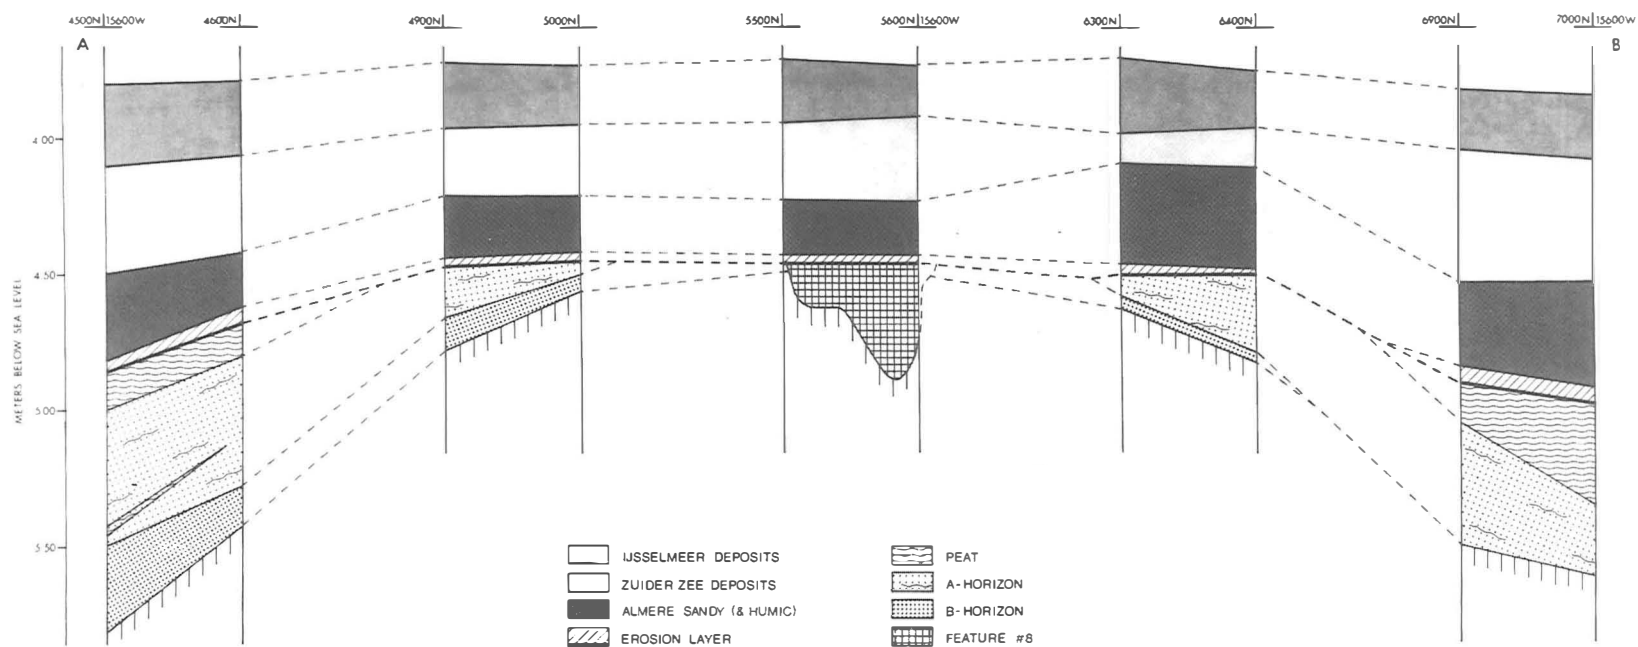 4500N 15600W 4600N 4900N 5000N 5500N 5600N 15600W 6300N 6400N 6900N 7000N 15600W
A B
METERS BELOW SEA LEVEL
4 00
4.50
5 00
5 50
IJSSELMEER DEPOSITS
ZUIDER ZEE DEPOSITS
ALMERE SANDY (& HUMIC)
EROSION LAYER
PEAT
A-HORIZON
B-HORIZON
FEATURE #8